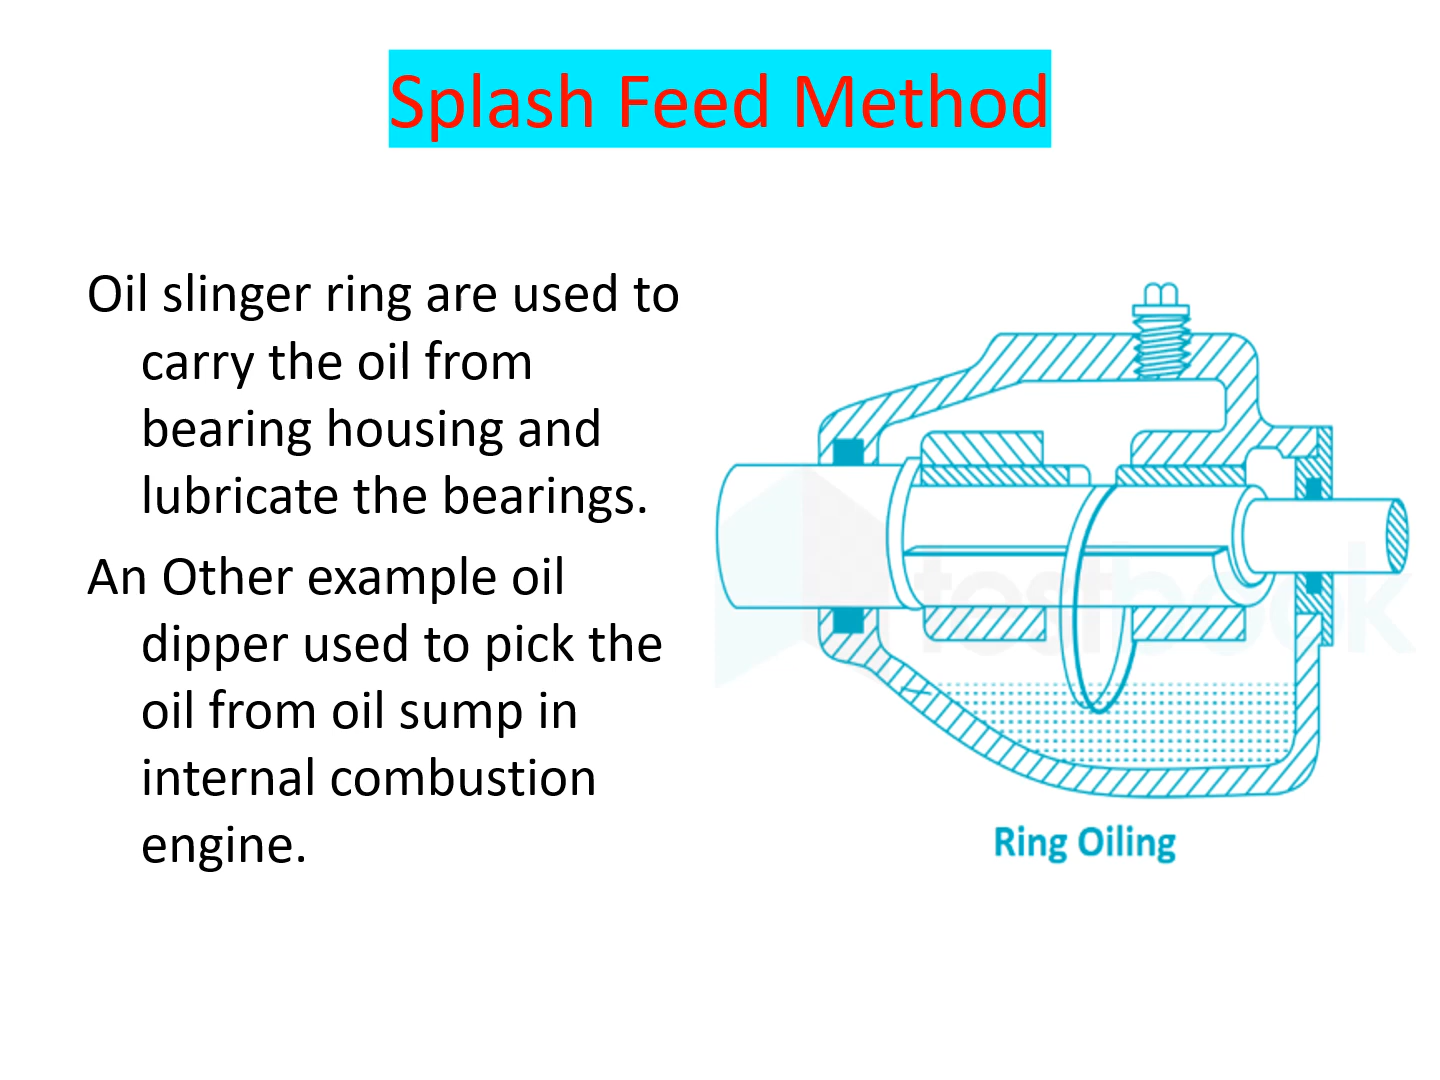 Splash Feed Method
Oil slinger ring are used to
carry the oil from
bearing housing and
lubricate the bearings.
An Other example oil
dipper used to pick the
oil from oil sump in
internal combustion
engine.
testbook
Ring Oiling